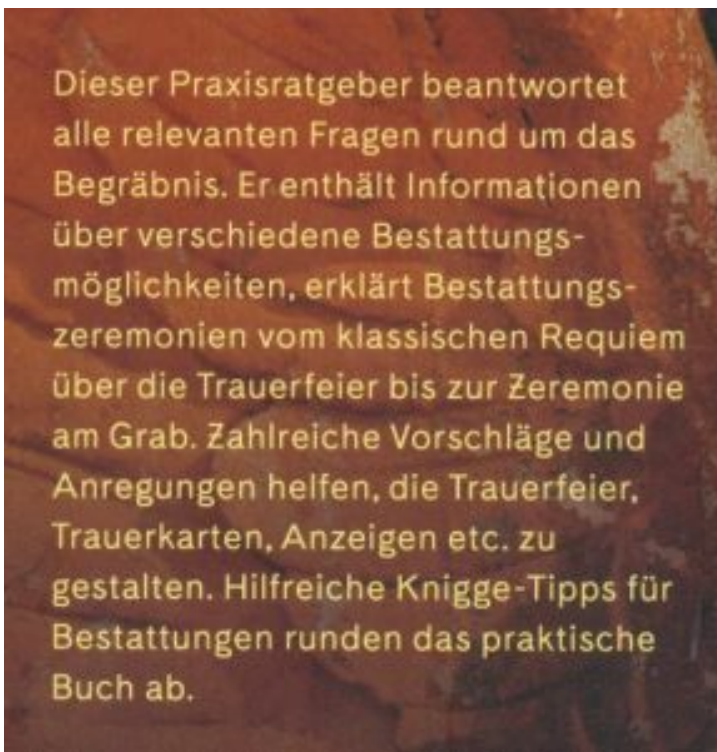 Dieser Praxisratgeber beantwortet
alle relevanten Fragen rund um das
Begräbnis. Er enthält Informationen
über verschiedene Bestattungs-
möglichkeiten, erklärt Bestattungs-
zeremonien vom klassischen Requiem
über die Trauerfeier bis zur Zeremonie
am Grab. Zahlreiche Vorschläge und
Anregungen helfen, die Trauerfeier,
Trauerkarten, Anzeigen etc. zu
gestalten. Hilfreiche Knigge-Tipps für
Bestattungen runden das praktische
Buch ab.